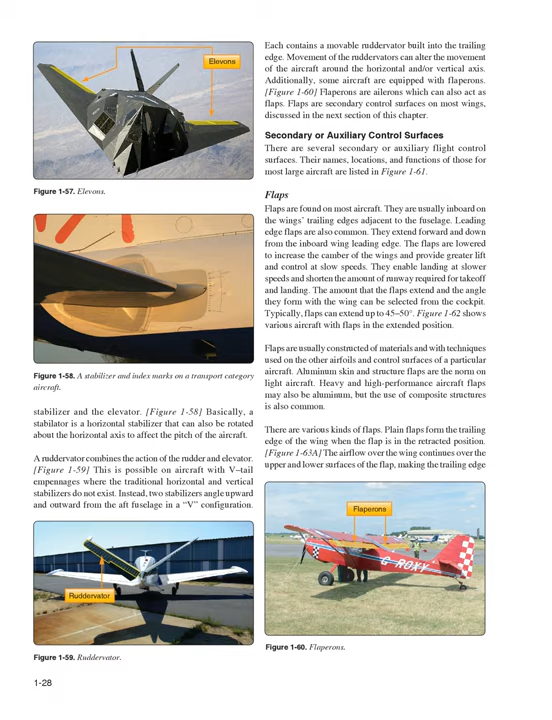 Elevons
Figure 1-57. Elevons.
Figure 1-58. A stabilizer and index marks on a transport category
aircraft.
stabilizer and the elevator. [Figure 1-58] Basically, a
stabilator is a horizontal stabilizer that can also be rotated
about the horizontal axis to affect the pitch of the aircraft.
A ruddervator combines the action of the rudder and elevator.
[Figure 1-59] This is possible on aircraft with V–tail
empennages where the traditional horizontal and vertical
stabilizers do not exist. Instead, two stabilizers angle upward
and outward from the aft fuselage in a “V” configuration.
Ruddervator
Figure 1-59. Ruddervator.
Each contains a movable ruddervator built into the trailing
edge. Movement of the ruddervators can alter the movement
of the aircraft around the horizontal and/or vertical axis.
Additionally, some aircraft are equipped with flaperons.
[Figure 1-60] Flaperons are ailerons which can also act as
flaps. Flaps are secondary control surfaces on most wings,
discussed in the next section of this chapter.
Secondary or Auxiliary Control Surfaces
There are several secondary or auxiliary flight control
surfaces. Their names, locations, and functions of those for
most large aircraft are listed in Figure 1-61.
Flaps
Flaps are found on most aircraft. They are usually inboard on
the wings’ trailing edges adjacent to the fuselage. Leading
edge flaps are also common. They extend forward and down
from the inboard wing leading edge. The flaps are lowered
to increase the camber of the wings and provide greater lift
and control at slow speeds. They enable landing at slower
speeds and shorten the amount of runway required for takeoff
and landing. The amount that the flaps extend and the angle
they form with the wing can be selected from the cockpit.
Typically, flaps can extend up to 45–50°. Figure 1-62 shows
various aircraft with flaps in the extended position.
Flaps are usually constructed of materials and with techniques
used on the other airfoils and control surfaces of a particular
aircraft. Aluminum skin and structure flaps are the norm on
light aircraft. Heavy and high-performance aircraft flaps
may also be aluminum, but the use of composite structures
is also common.
There are various kinds of flaps. Plain flaps form the trailing
edge of the wing when the flap is in the retracted position.
[Figure 1-63A] The airflow over the wing continues over the
upper and lower surfaces of the flap, making the trailing edge
Flaperons
G-ROXY
Figure 1-60. Flaperons.
1-28